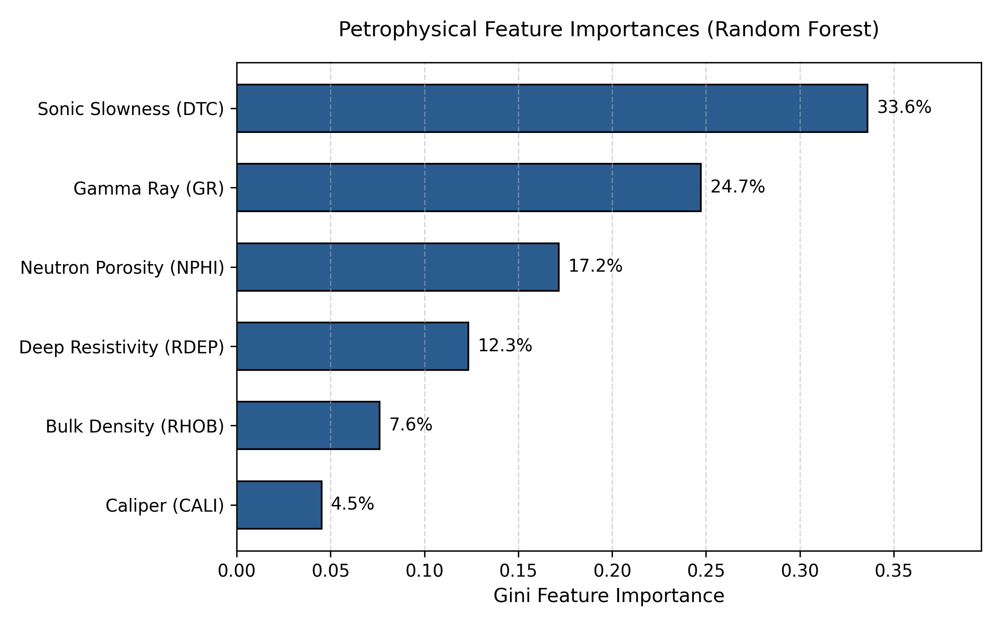 Petrophysical Feature Importances (Random Forest)
Sonic Slowness (DTC)
33.6%
Gamma Ray (GR)
24.7%
Neutron Porosity (NPHI)
17.2%
Deep Resistivity (RDEP)
12.3%
Bulk Density (RHOB)
7.6%
Caliper (CALI)
4.5%
0.00 0.05 0.10 0.15 0.20 0.25 0.30 0.35
Gini Feature Importance